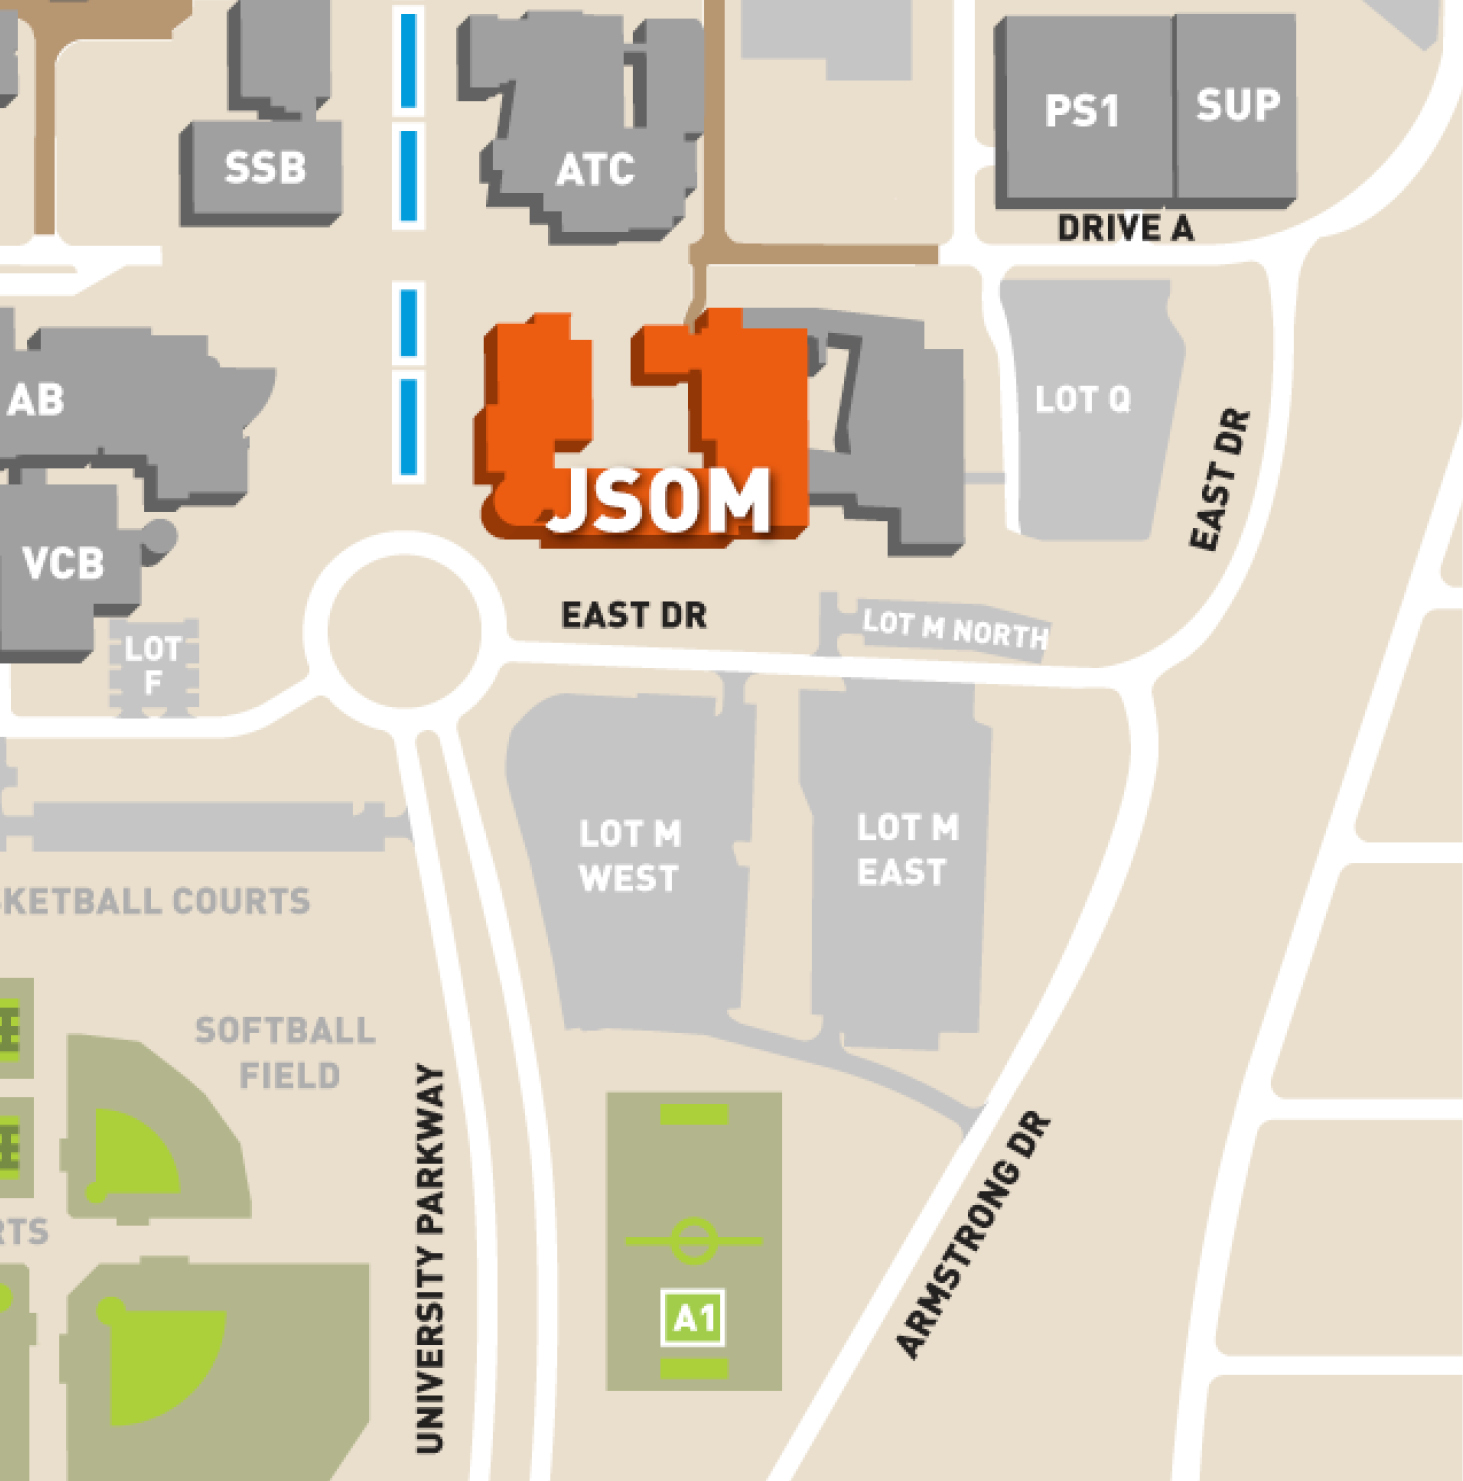 PS1
SUP
SSB
ATC
DRIVE A
AB
LOT Q
EAST DR
JSOM
VCB
EAST DR
LOT M NORTH
LOT
F
LOT M
WEST
LOT M
EAST
KETBALL COURTS
SOFTBALL
FIELD
UNIVERSITY PARKWAY
ARMSTRONG DR
RTS
A1